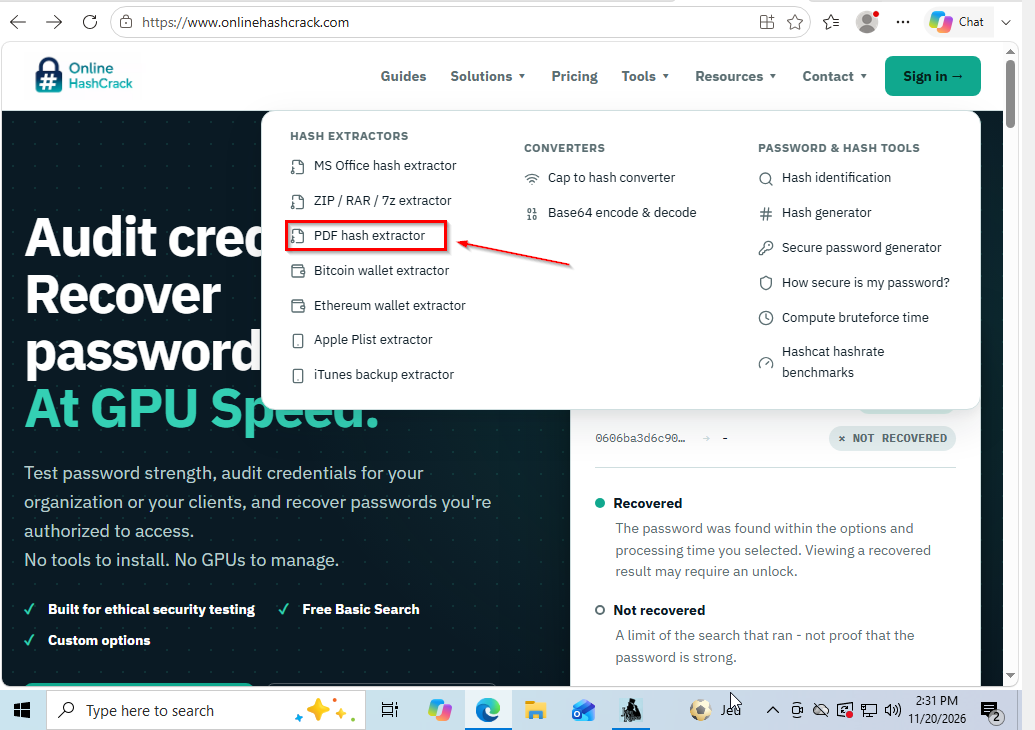 https://www.onlinehashcrack.com
Chat
Online
HashCrack
Guides
Solutions
Pricing
Tools
Resources
Contact
Sign in →
HASH EXTRACTORS
MS Office hash extractor
ZIP / RAR / 7z extractor
PDF hash extractor
Bitcoin wallet extractor
Ethereum wallet extractor
Apple Plist extractor
iTunes backup extractor
CONVERTERS
Cap to hash converter
Base64 encode & decode
PASSWORD & HASH TOOLS
Hash identification
Hash generator
Secure password generator
How secure is my password?
Compute bruteforce time
Hashcat hashrate
benchmarks
Audit cred
Recover
password
At GPU Speed.
Test password strength, audit credentials for your
organization or your clients, and recover passwords you're
authorized to access.
No tools to install. No GPUs to manage.
✓ Built for ethical security testing
✓ Free Basic Search
✓ Custom options
0606ba3d6c90… → -
× NOT RECOVERED
Recovered
The password was found within the options and
processing time you selected. Viewing a recovered
result may require an unlock.
Not recovered
A limit of the search that ran - not proof that the
password is strong.
Type here to search
2:31 PM
11/20/2026
2